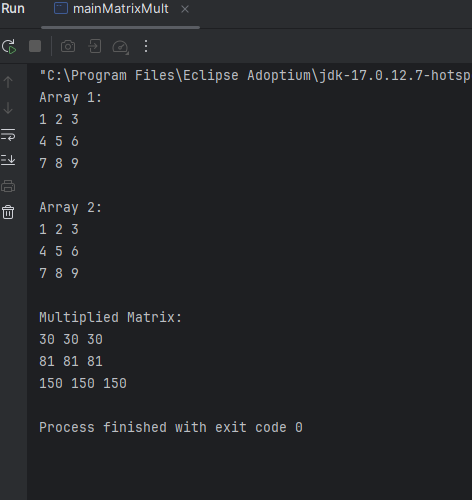 Run
mainMatrixMult
"C:\Program Files\Eclipse Adoptium\jdk-17.0.12.7-hotsp
Array 1:
1 2 3
4 5 6
7 8 9
Array 2:
1 2 3
4 5 6
7 8 9
Multiplied Matrix:
30 30 30
81 81 81
150 150 150
Process finished with exit code 0